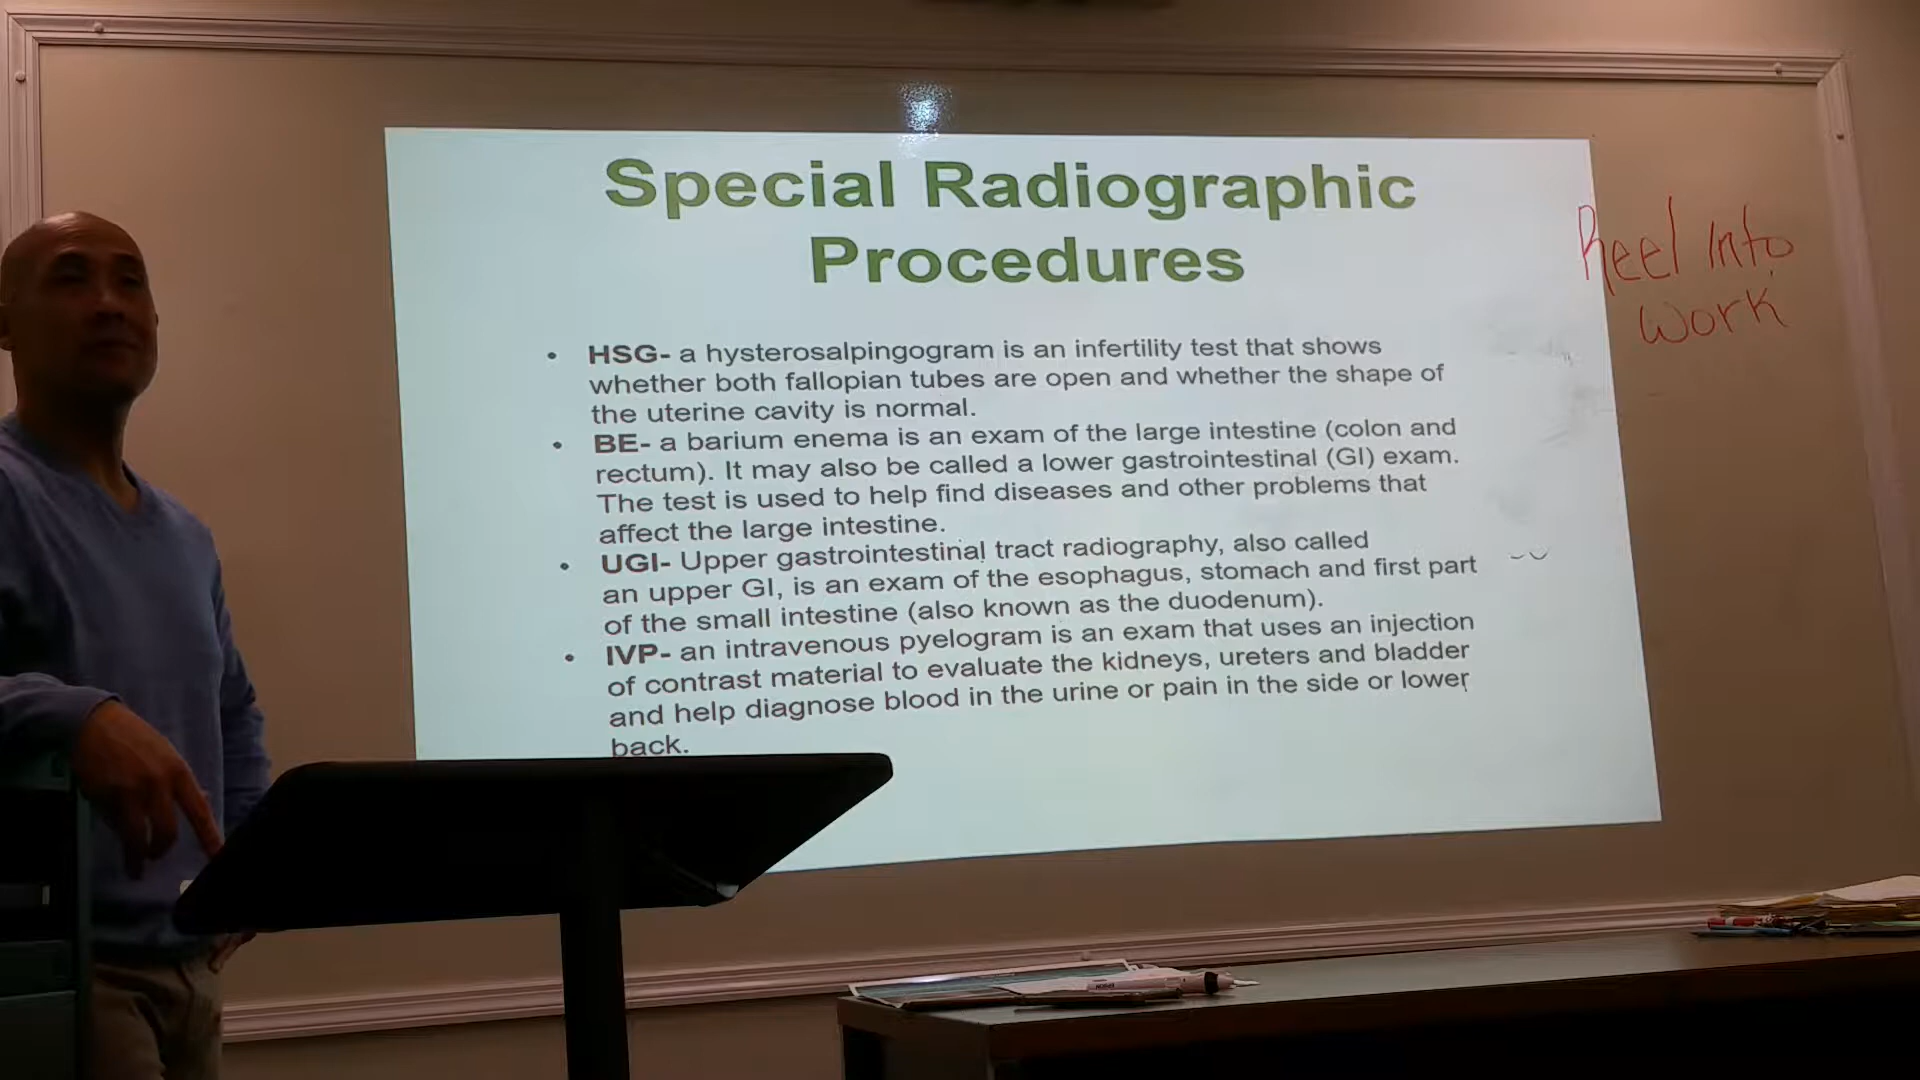 Special Radiographic
Procedures
• HSG- a hysterosalpingogram is an infertility test that shows
whether both fallopian tubes are open and whether the shape of
the uterine cavity is normal.
• BE- a barium enema is an exam of the large intestine (colon and
rectum). It may also be called a lower gastrointestinal (GI) exam.
The test is used to help find diseases and other problems that
affect the large intestine.
• UGI- Upper gastrointestinal tract radiography, also called
an upper GI, is an exam of the esophagus, stomach and first part
of the small intestine (also known as the duodenum).
• IVP- an intravenous pyelogram is an exam that uses an injection
of contrast material to evaluate the kidneys, ureters and bladder
and help diagnose blood in the urine or pain in the side or lower
back.
Reel Into
Work